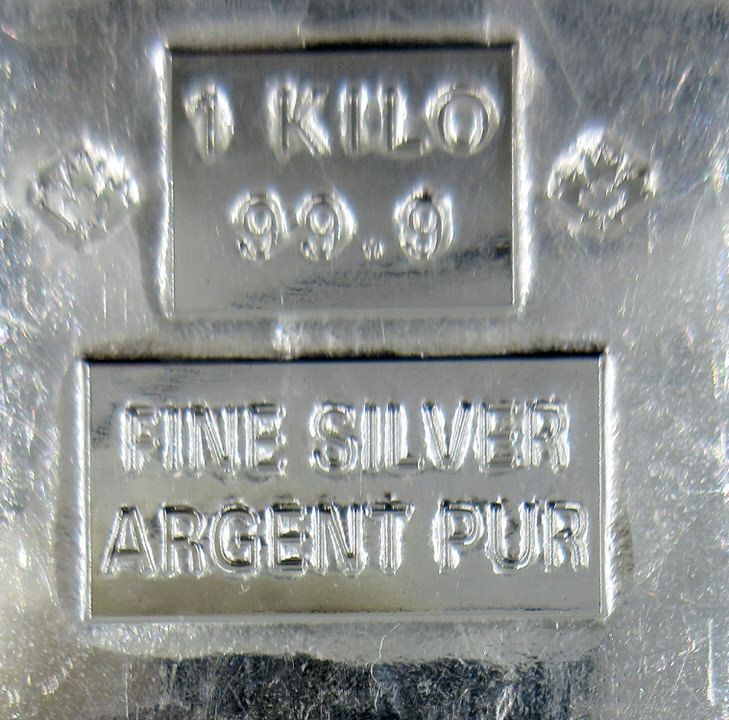 1 KILO
99.9
FINE SILVER
ARGENT PUR